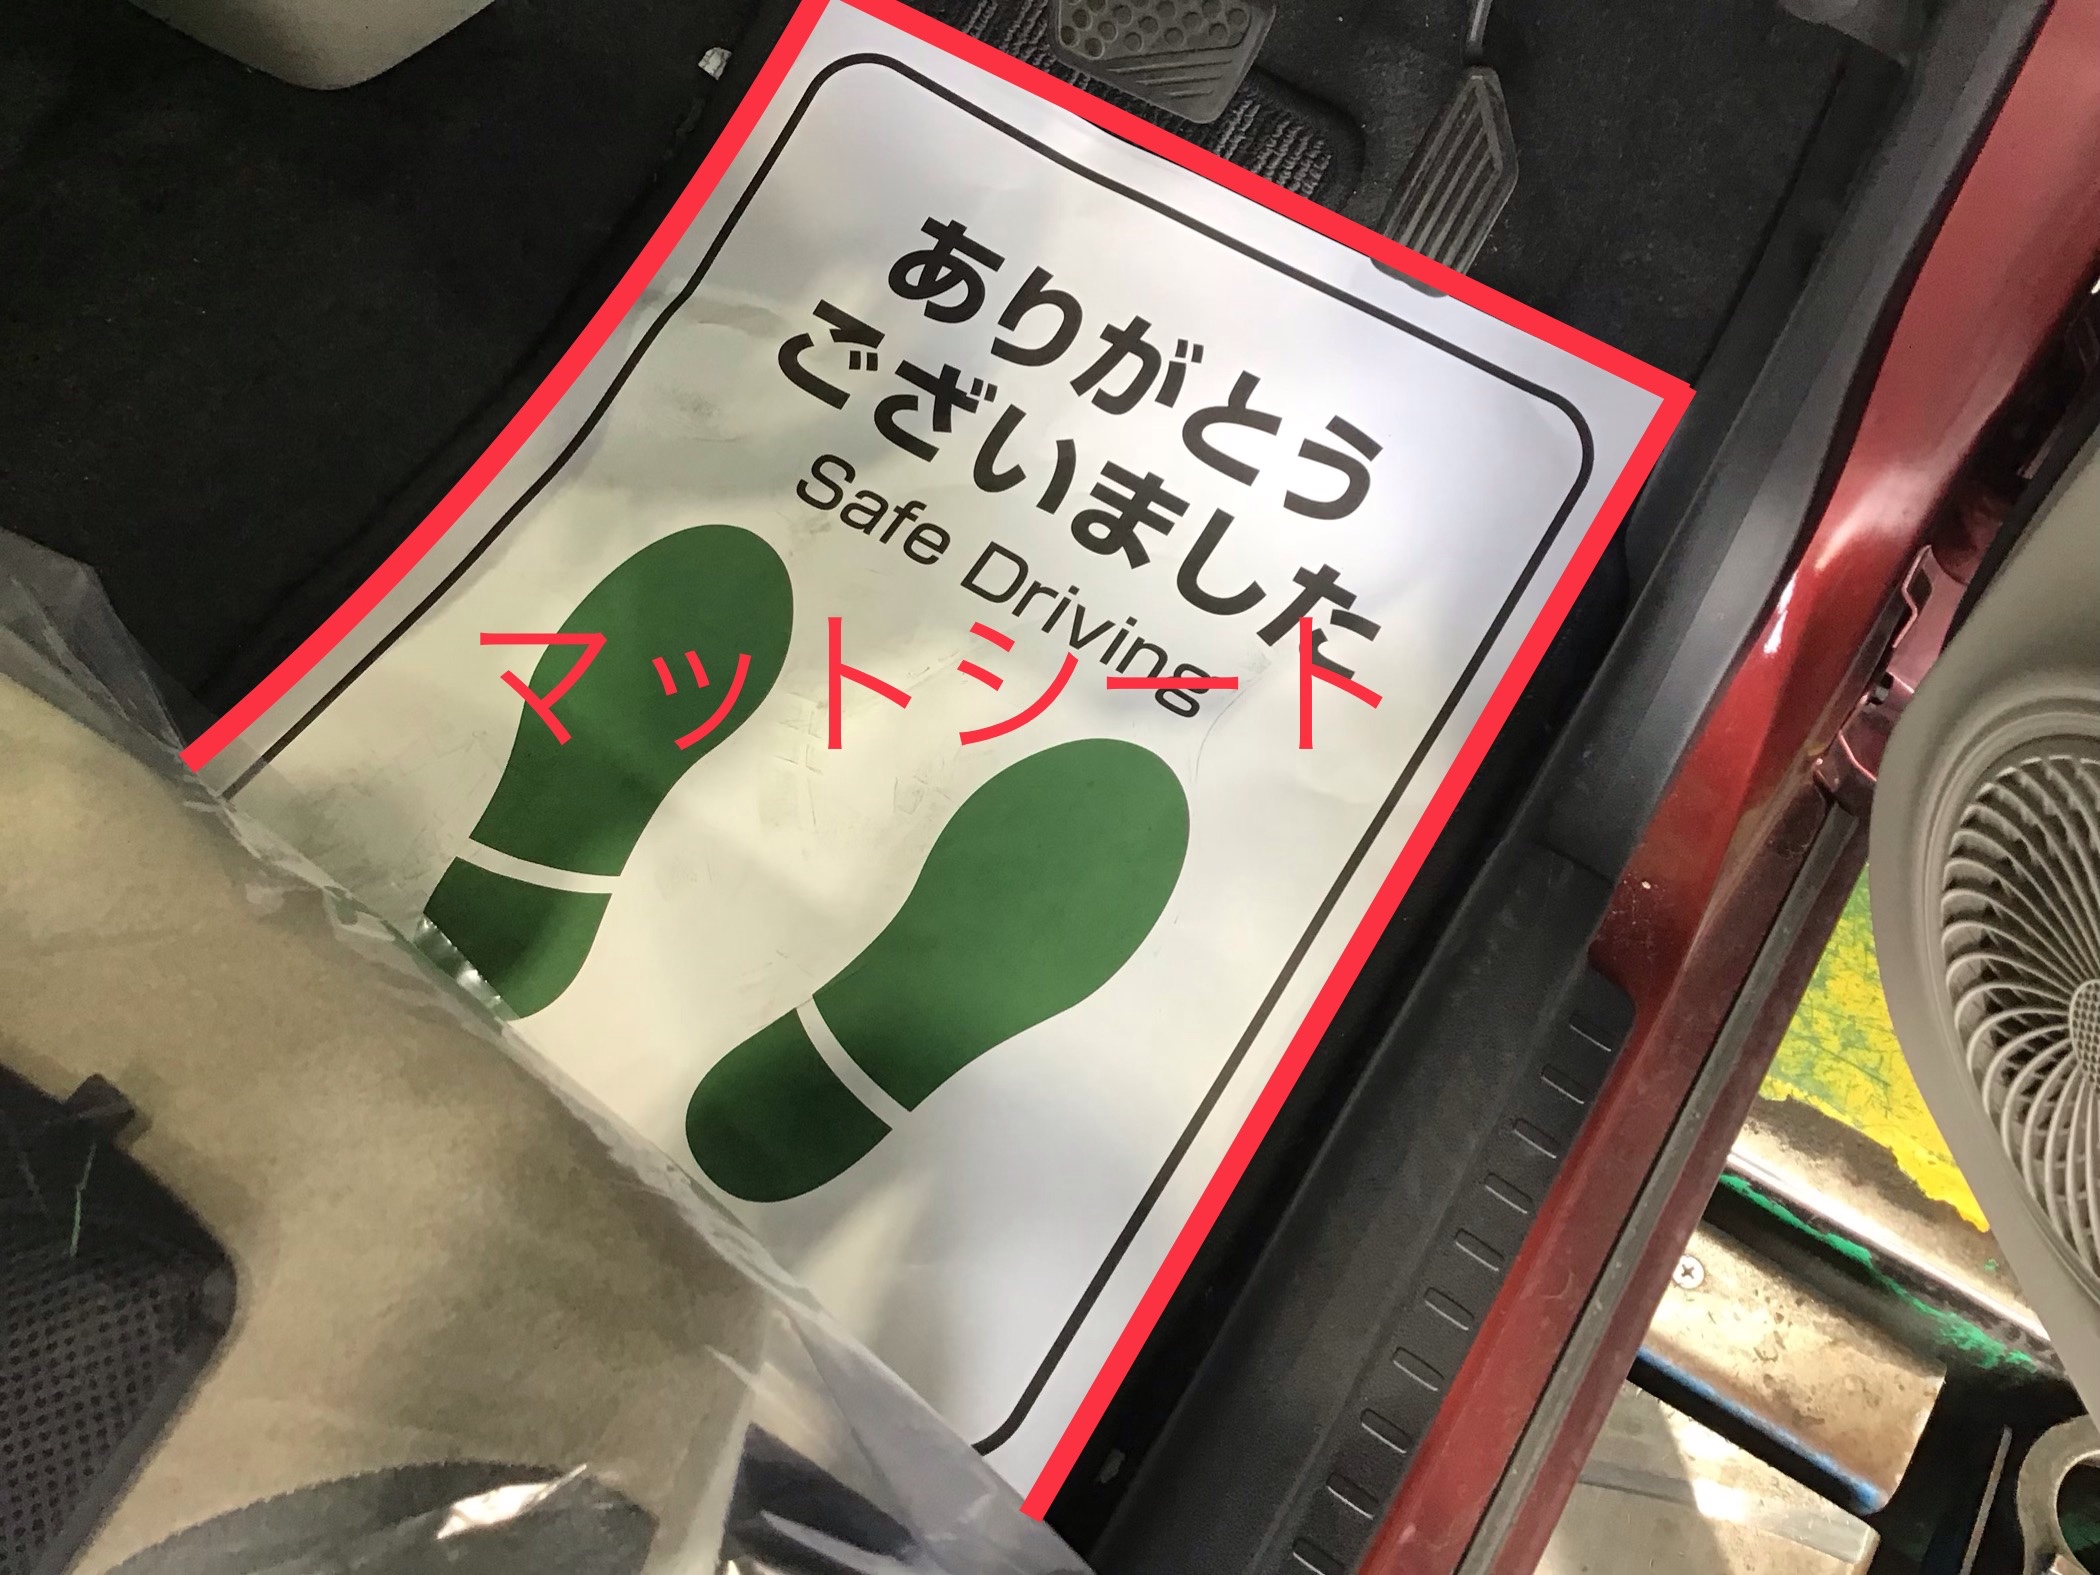 ありがとう
ございました
Safe Driving
マットシート